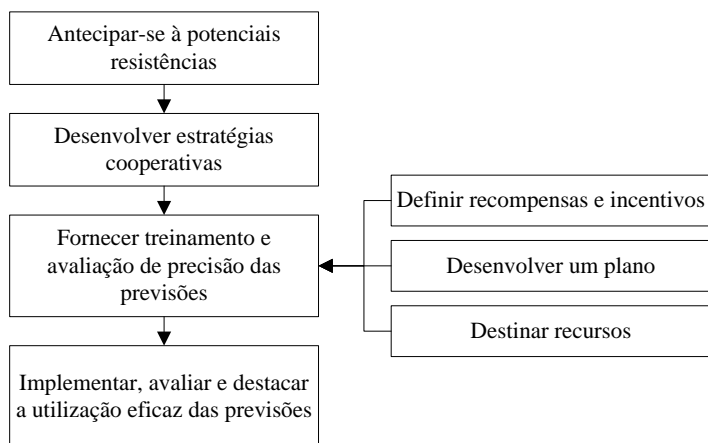 Antecipar-se à potenciais
resistências
Desenvolver estratégias
cooperativas
Fornecer treinamento e
avaliação de precisão das
previsões
Implementar, avaliar e destacar
a utilização eficaz das previsões
Definir recompensas e incentivos
Desenvolver um plano
Destinar recursos